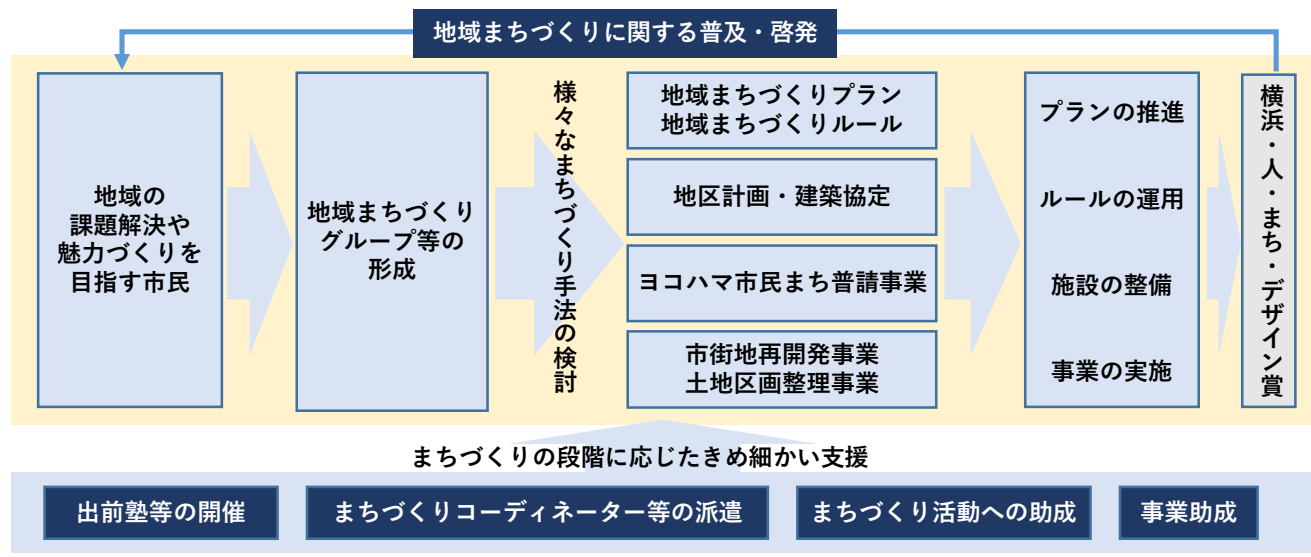 地域まちづくりに関する普及・啓発
地域の
課題解決や
魅力づくりを
目指す市民
地域まちづくり
グループ等の
形成
様々なまちづくり手法の検討
地域まちづくりプラン
地域まちづくりルール
地区計画・建築協定
ヨコハマ市民まち普請事業
市街地再開発事業
土地区画整理事業
プランの推進
ルールの運用
施設の整備
事業の実施
横浜・人・まち・デザイン賞
まちづくりの段階に応じたきめ細かい支援
出前塾等の開催
まちづくりコーディネーター等の派遣
まちづくり活動への助成
事業助成